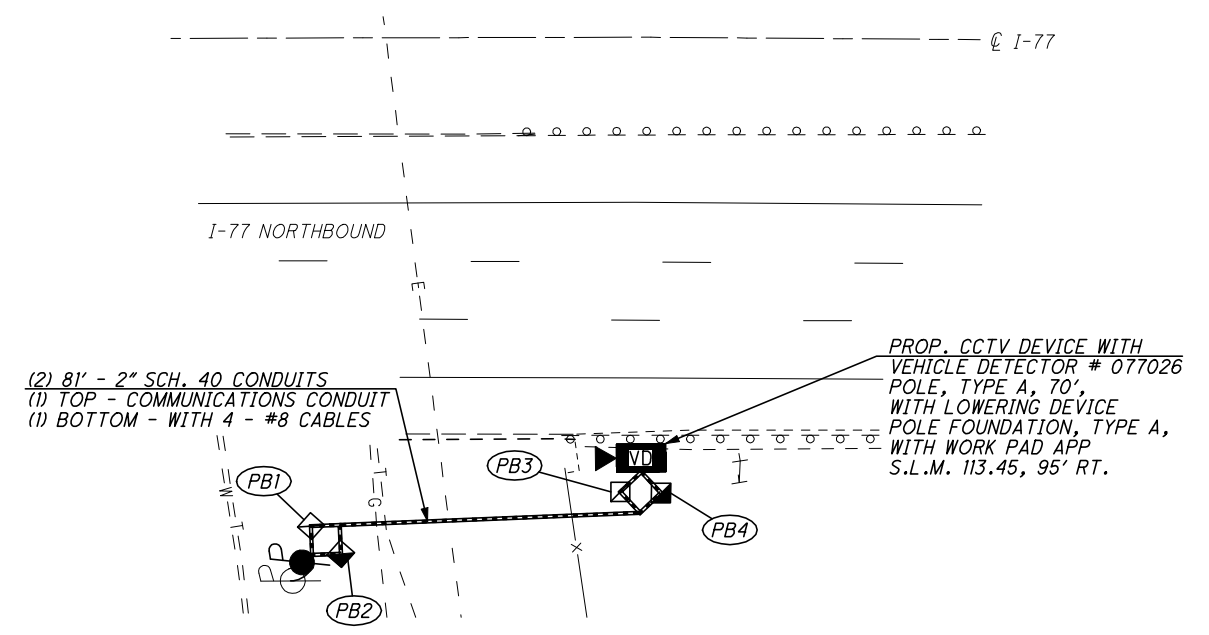 ℄ I-77
I-77 NORTHBOUND
E
PROP. CCTV DEVICE WITH
VEHICLE DETECTOR # 077026
POLE, TYPE A, 70',
WITH LOWERING DEVICE
POLE FOUNDATION, TYPE A,
WITH WORK PAD APP
S.L.M. 113.45, 95' RT.
(2) 81' - 2" SCH. 40 CONDUITS
(1) TOP - COMMUNICATIONS CONDUIT
(1) BOTTOM - WITH 4 - #8 CABLES
VD
PB3
PB1
W
T
T
G
PB4
X
PP
PB2